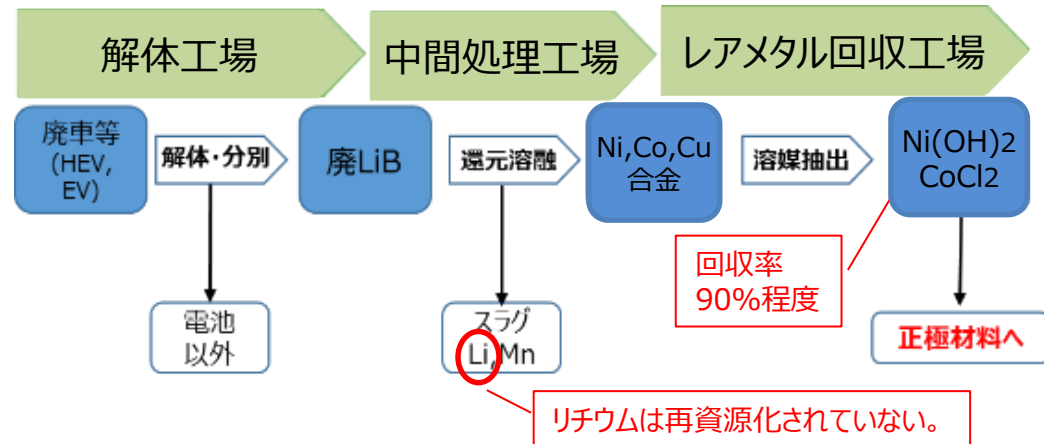 解体工場
中間処理工場
レアメタル回収工場
廃車等
(HEV,
EV)
解体・分別
廃LiB
還元溶融
Ni,Co,Cu
合金
溶媒抽出
Ni(OH)2
CoCl2
回収率
90%程度
電池
以外
スラグ
Li,Mn
正極材料へ
リチウムは再資源化されていない。